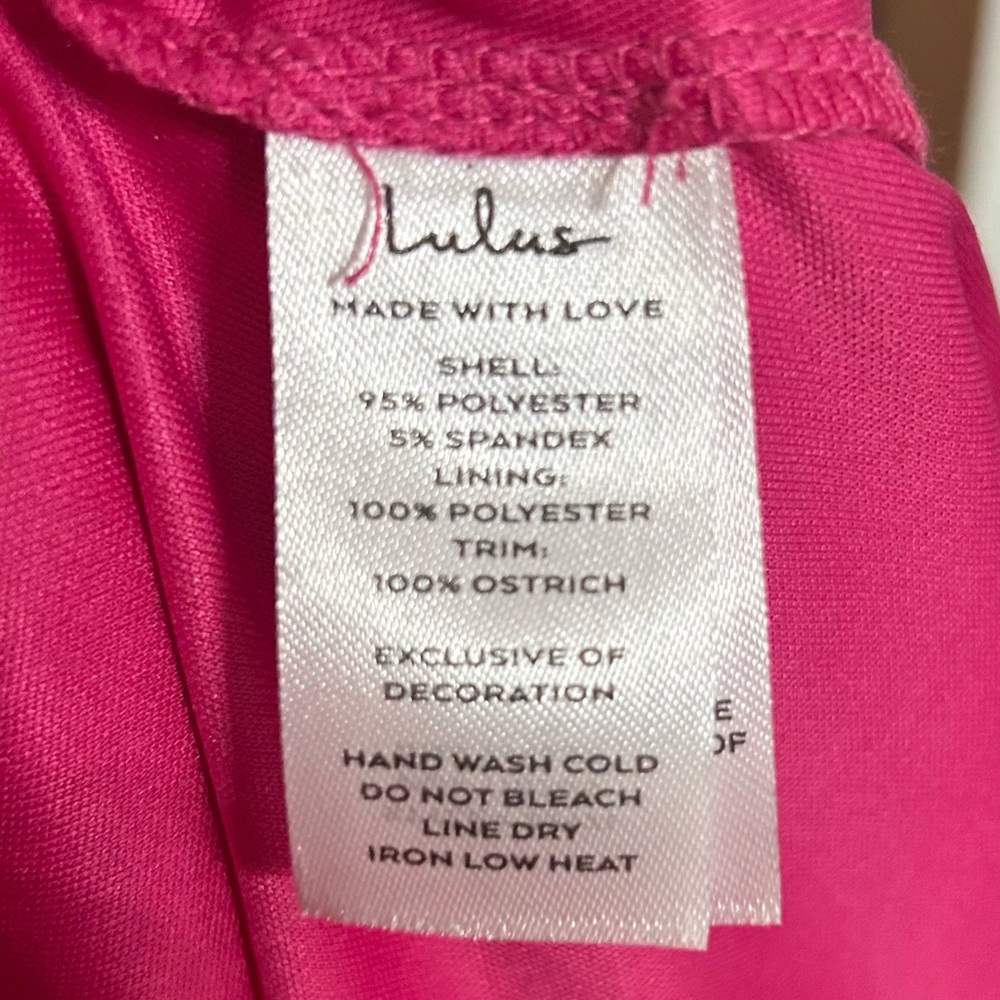 Lulus
MADE WITH LOVE
SHELL:
95% POLYESTER
5% SPANDEX
LINING:
100% POLYESTER
TRIM:
100% OSTRICH
EXCLUSIVE OF
DECORATION
HAND WASH COLD
DO NOT BLEACH
LINE DRY
IRON LOW HEAT
E
OF